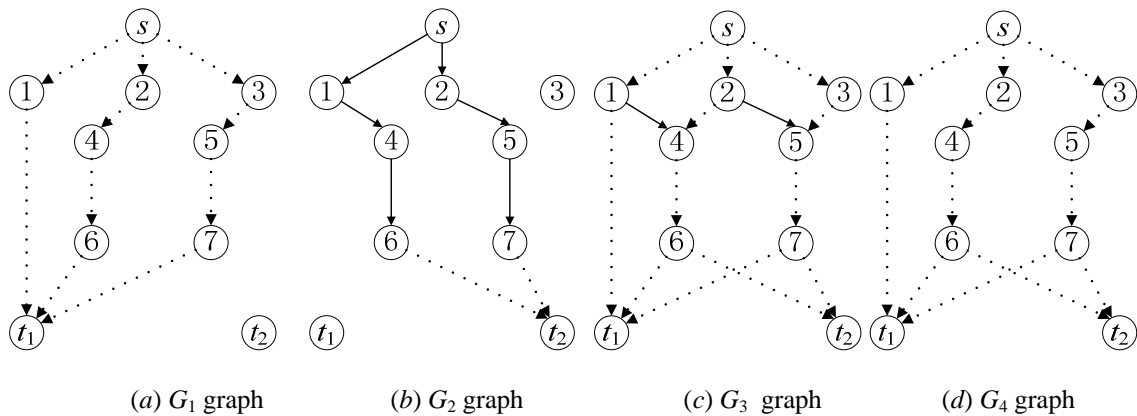 s s s s
1 2 3 1 2 3 1 2 3 1 2 3
4 5 4 5 4 5 4 5
6 7 6 7 6 7 6 7
t₁ t₂ t₁ t₂ t₁ t₂ t₁ t₂
(a) G₁ graph (b) G₂ graph (c) G₃ graph (d) G₄ graph